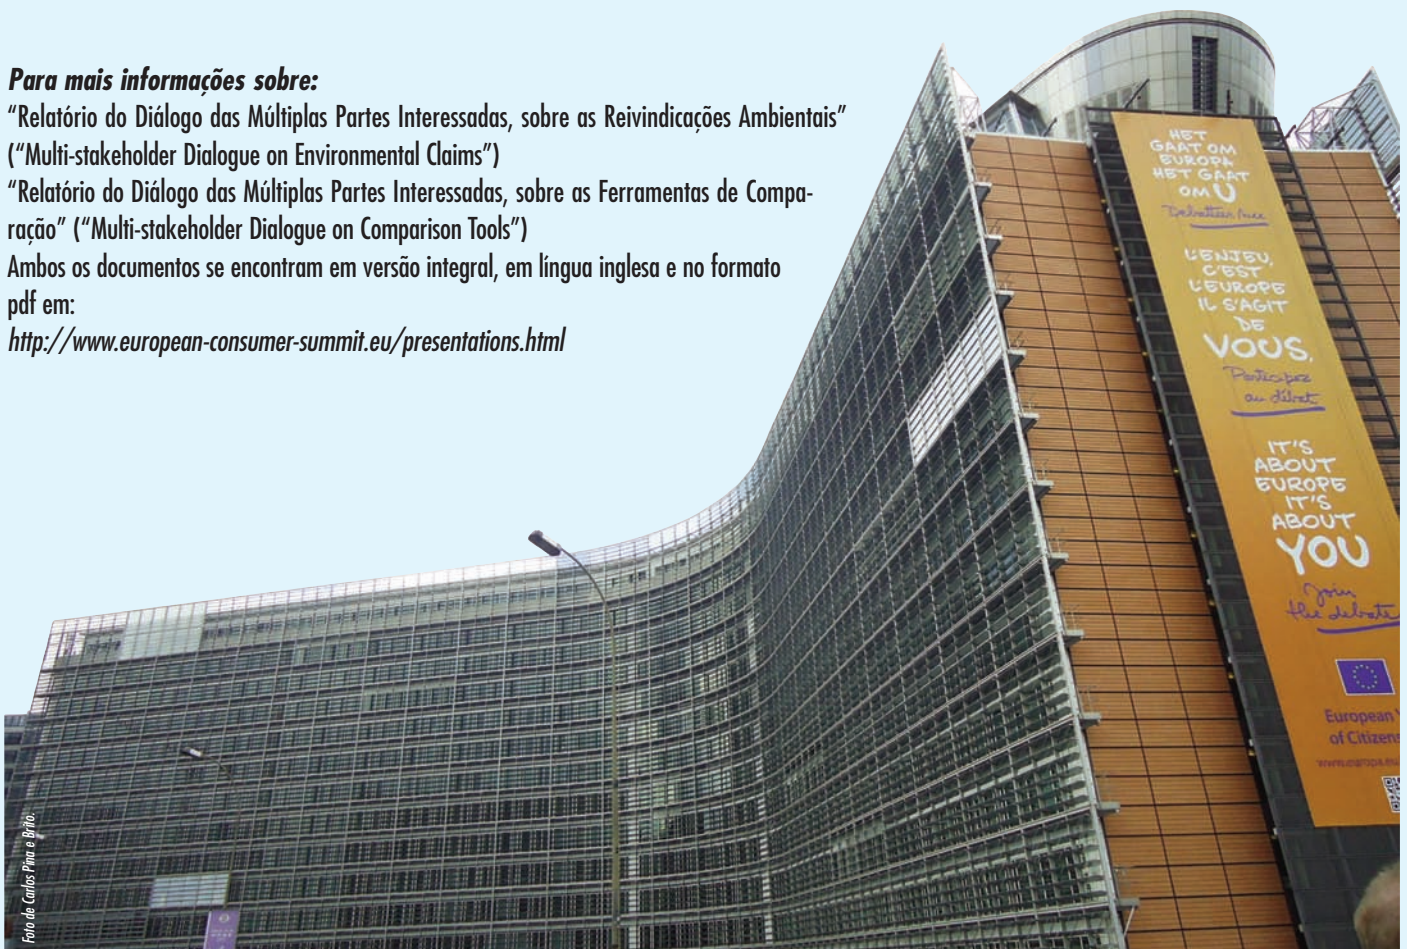 Para mais informações sobre:
“Relatório do Diálogo das Múltiplas Partes Interessadas, sobre as Reivindicações Ambientais”
(“Multi-stakeholder Dialogue on Environmental Claims”)
“Relatório do Diálogo das Múltiplas Partes Interessadas, sobre as Ferramentas de Compa-
ração” (“Multi-stakeholder Dialogue on Comparison Tools”)
Ambos os documentos se encontram em versão integral, em língua inglesa e no formato
pdf em:
http://www.european-consumer-summit.eu/presentations.html
HET
GAAT OM
EUROPA
HET GAAT
OM U
L'ENJEU,
C'EST
L'EUROPE
IL S'AGIT
DE
VOUS.
Participez
au débat
IT'S
ABOUT
EUROPE
IT'S
ABOUT
YOU
Join
the debate
European
of Citizens
www.europa.eu
Foto de Carlos Pina e Brito.